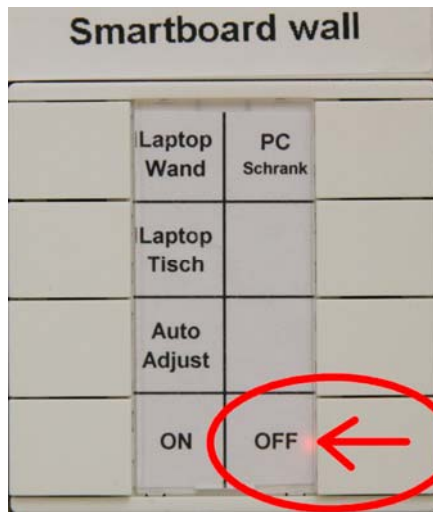 Smartboard wall
Laptop
Wand
PC
Schrank
Laptop
Tisch
Auto
Adjust
ON
OFF